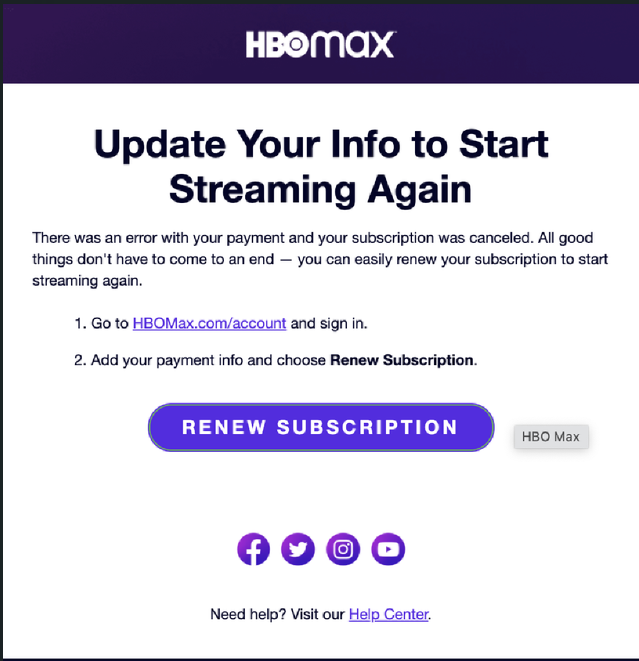 HBOmax
Update Your Info to Start
Streaming Again
There was an error with your payment and your subscription was canceled. All good
things don't have to come to an end — you can easily renew your subscription to start
streaming again.
1. Go to HBOMax.com/account and sign in.
2. Add your payment info and choose Renew Subscription.
RENEW SUBSCRIPTION
HBO Max
Need help? Visit our Help Center.